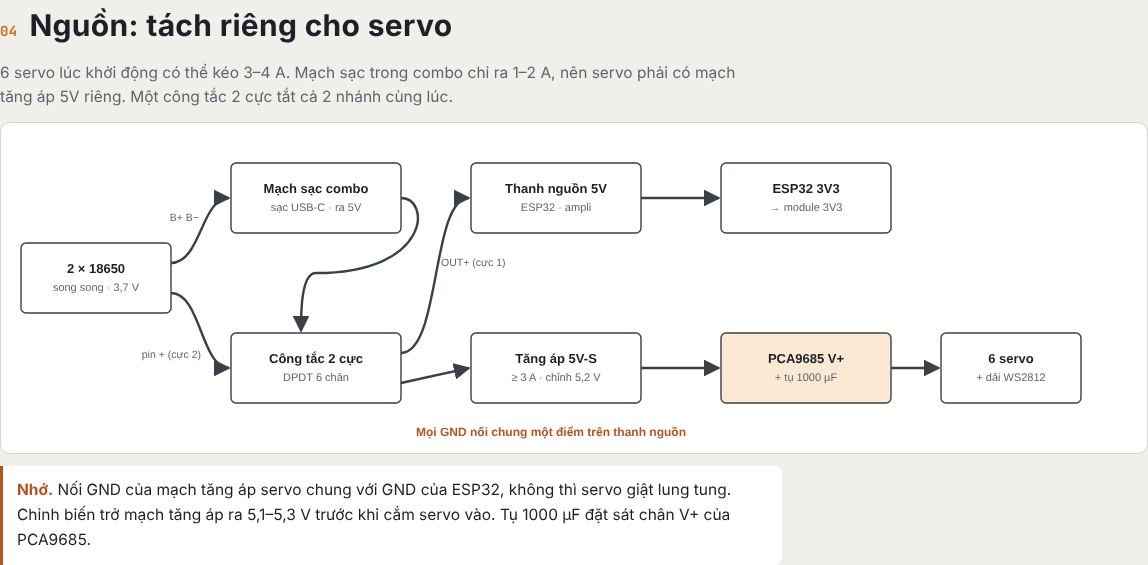 04 Nguồn: tách riêng cho servo
6 servo lúc khởi động có thể kéo 3–4 A. Mạch sạc trong combo chỉ ra 1–2 A, nên servo phải có mạch
tăng áp 5V riêng. Một công tắc 2 cực tắt cả 2 nhánh cùng lúc.
Mạch sạc combo
sạc USB-C · ra 5V
Thanh nguồn 5V
ESP32 · ampli
ESP32 3V3
→ module 3V3
B+ B−
2 × 18650
song song · 3,7 V
OUT+ (cực 1)
pin + (cực 2)
Công tắc 2 cực
DPDT 6 chân
Tăng áp 5V-S
≥ 3 A · chỉnh 5,2 V
PCA9685 V+
+ tụ 1000 µF
6 servo
+ dải WS2812
Mọi GND nối chung một điểm trên thanh nguồn
Nhớ. Nối GND của mạch tăng áp servo chung với GND của ESP32, không thì servo giật lung tung.
Chỉnh biến trở mạch tăng áp ra 5,1–5,3 V trước khi cắm servo vào. Tụ 1000 µF đặt sát chân V+ của
PCA9685.